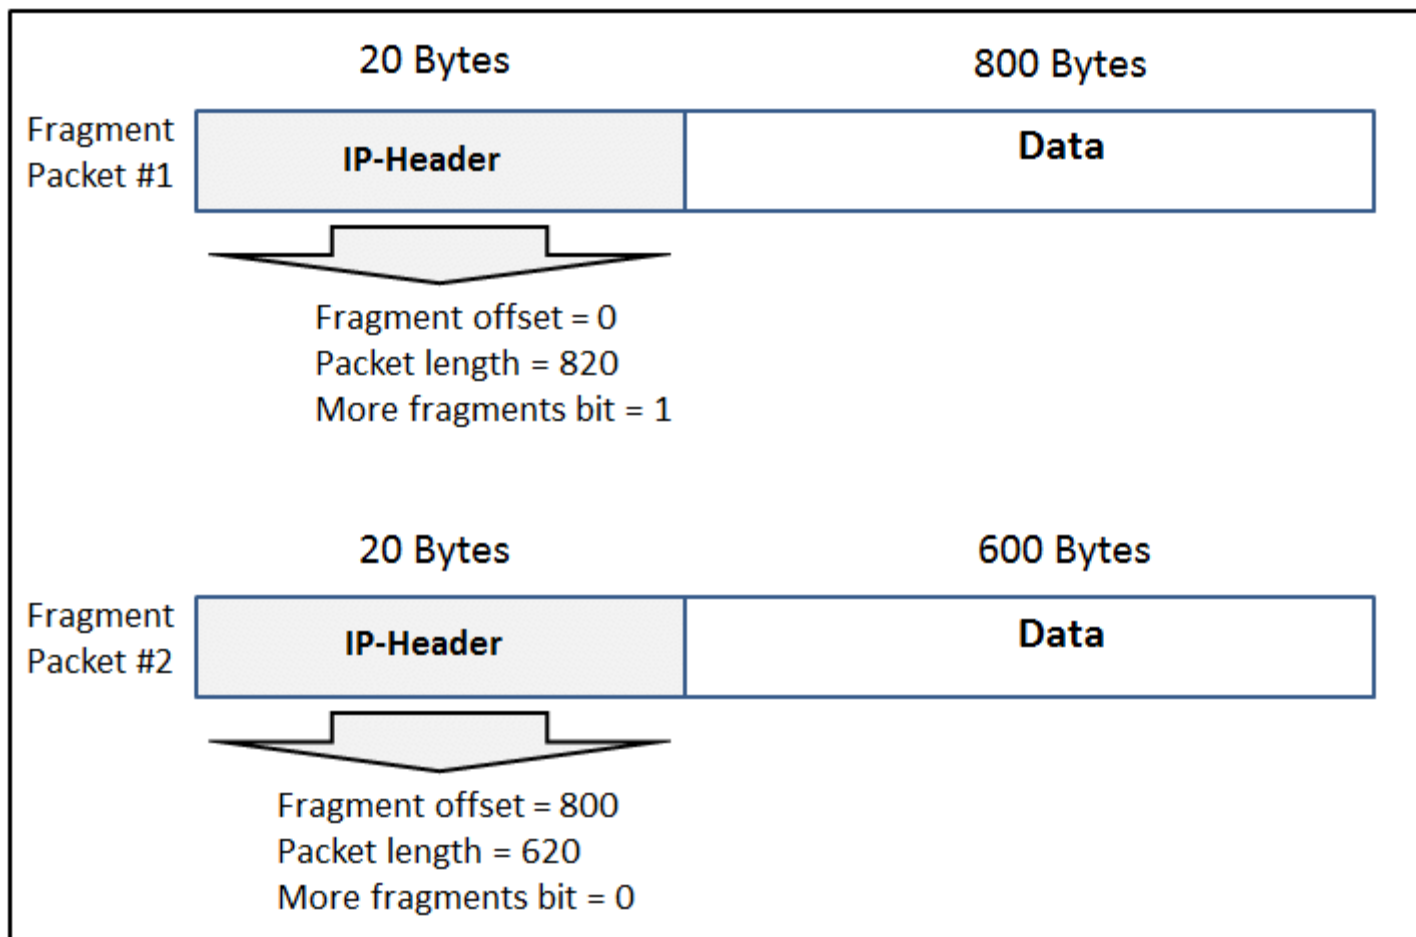 20 Bytes 800 Bytes
Fragment
Packet #1
IP-Header Data
Fragment offset = 0
Packet length = 820
More fragments bit = 1
20 Bytes 600 Bytes
Fragment
Packet #2
IP-Header Data
Fragment offset = 800
Packet length = 620
More fragments bit = 0